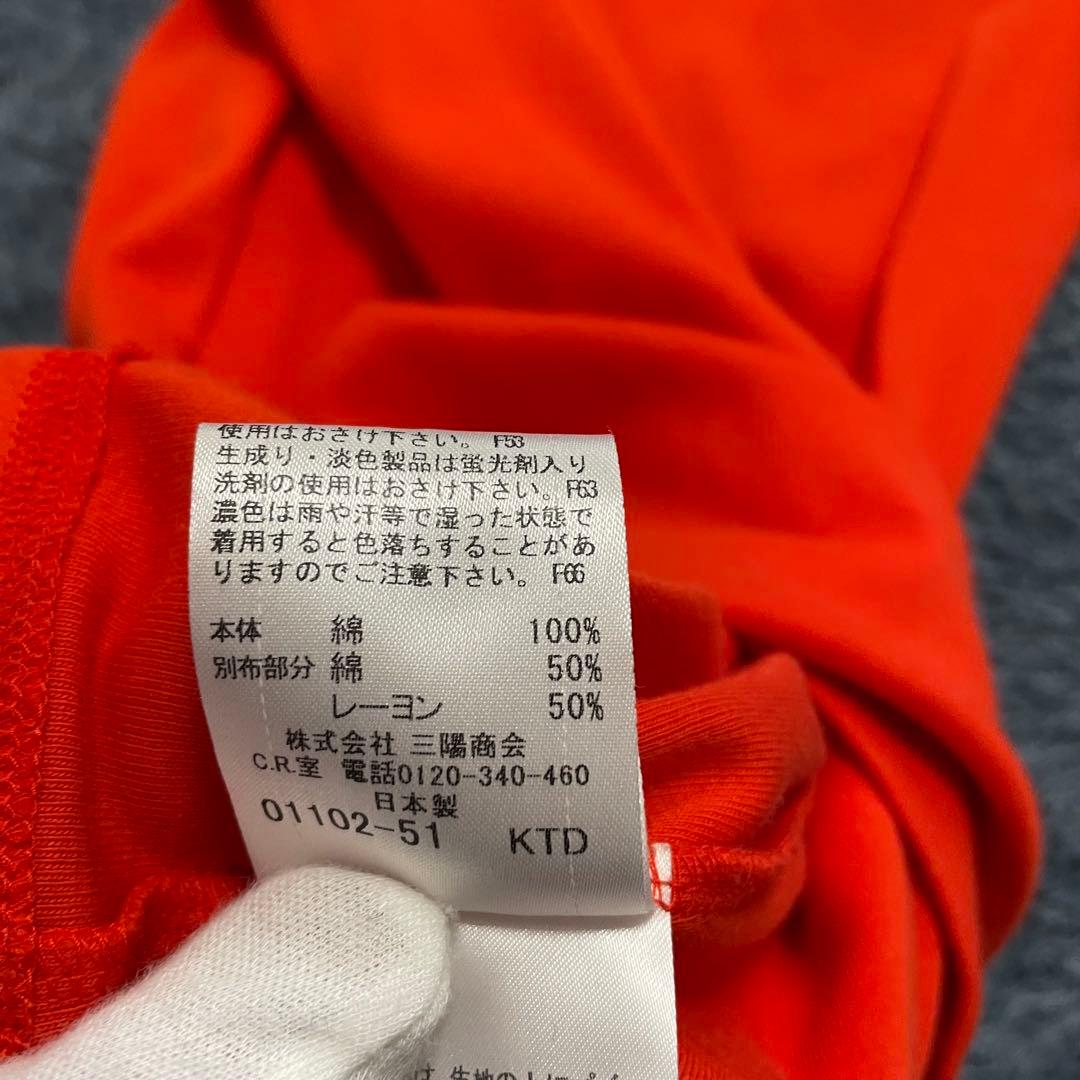 使用はおさけ下さい。F53
生成り・淡色製品は蛍光剤入り
洗剤の使用はおさけ下さい。F63
濃色は雨や汗等で湿った状態で
着用すると色落ちすることがあ
りますのでご注意下さい。F66
本体 綿 100%
別布部分 綿 50%
レーヨン 50%
株式会社 三陽商会
C.R.室 電話0120-340-460
日本製
01102-51 KTD
は 生地の